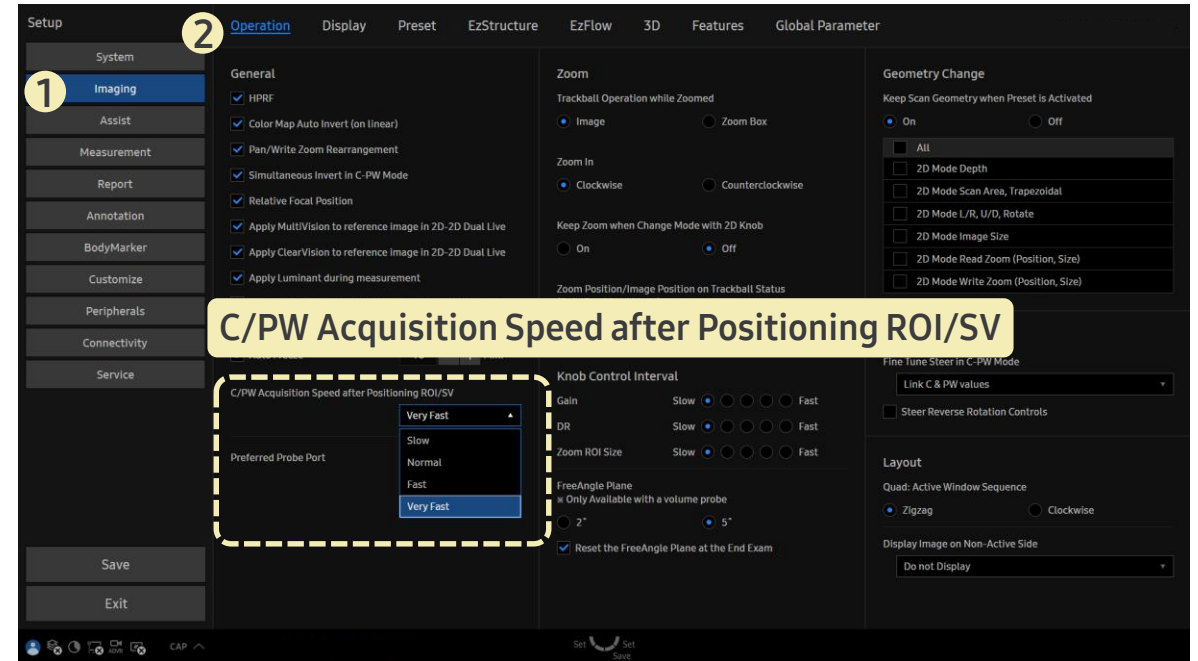 Setup
System
1
Imaging
Assist
Measurement
Report
Annotation
BodyMarker
Customize
Peripherals
Connectivity
Service
Save
Exit
2
Operation Display Preset EzStructure EzFlow 3D Features Global Parameter
General
HPRF
Color Map Auto Invert (on linear)
Pan/Write Zoom Rearrangement
Simultaneous Invert in C-PW Mode
Relative Focal Position
Apply MultiVision to reference image in 2D-2D Dual Live
Apply ClearVision to reference image in 2D-2D Dual Live
Apply Luminant during measurement
C/PW Acquisition Speed after Positioning ROI/SV
C/PW Acquisition Speed after Positioning ROI/SV
Very Fast
Slow
Normal
Fast
Very Fast
Preferred Probe Port
Zoom
Trackball Operation while Zoomed
Image Zoom Box
Zoom In
Clockwise Counterclockwise
Keep Zoom when Change Mode with 2D Knob
On Off
Zoom Position/Image Position on Trackball Status
Knob Control Interval
Gain Slow Fast
DR Slow Fast
Zoom ROI Size Slow Fast
FreeAngle Plane
※ Only Available with a volume probe
2° 5°
Reset the FreeAngle Plane at the End Exam
Geometry Change
Keep Scan Geometry when Preset is Activated
On Off
All
2D Mode Depth
2D Mode Scan Area, Trapezoidal
2D Mode L/R, U/D, Rotate
2D Mode Image Size
2D Mode Read Zoom (Position, Size)
2D Mode Write Zoom (Position, Size)
Fine Tune Steer in C-PW Mode
Link C & PW values
Steer Reverse Rotation Controls
Layout
Quad: Active Window Sequence
Zigzag Clockwise
Display Image on Non-Active Side
Do not Display
CAP
Set Set
Save